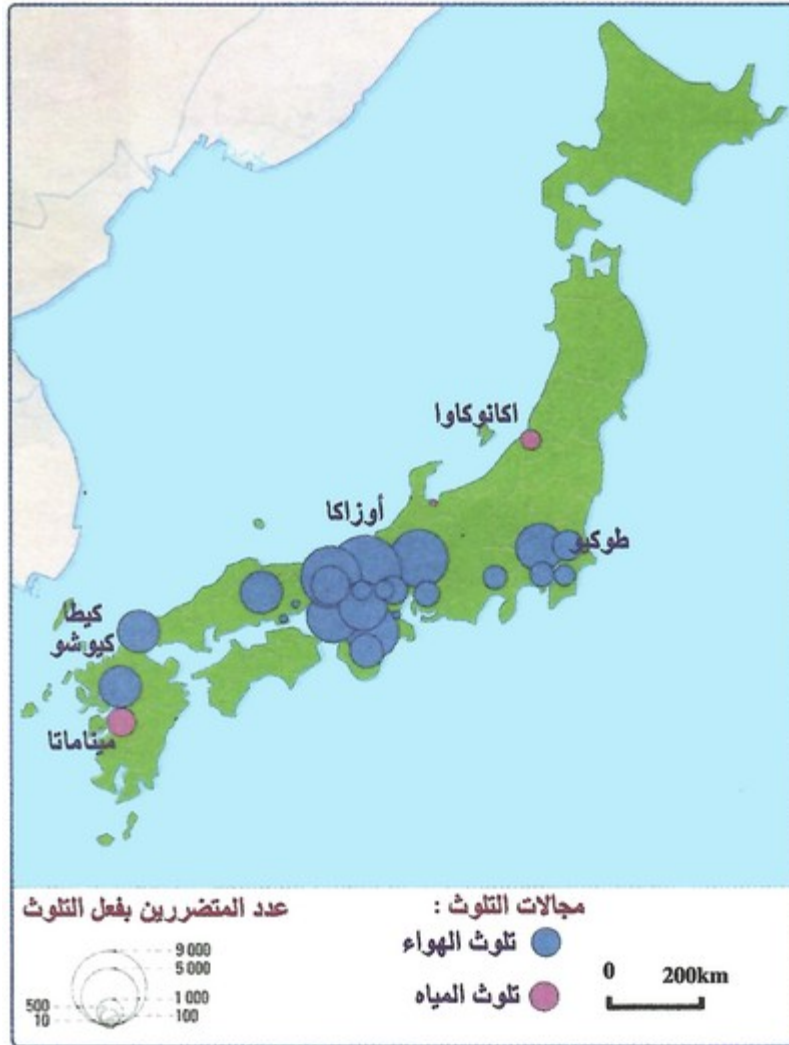 اكانوكاوا
أوزاكا
طوكيو
كيطا
كيوشو
ميناماتا
عدد المتضررين بفعل التلوث
9 000
5 000
1 000
500
100
10
مجالات التلوث :
تلوث الهواء
تلوث المياه
0 200km